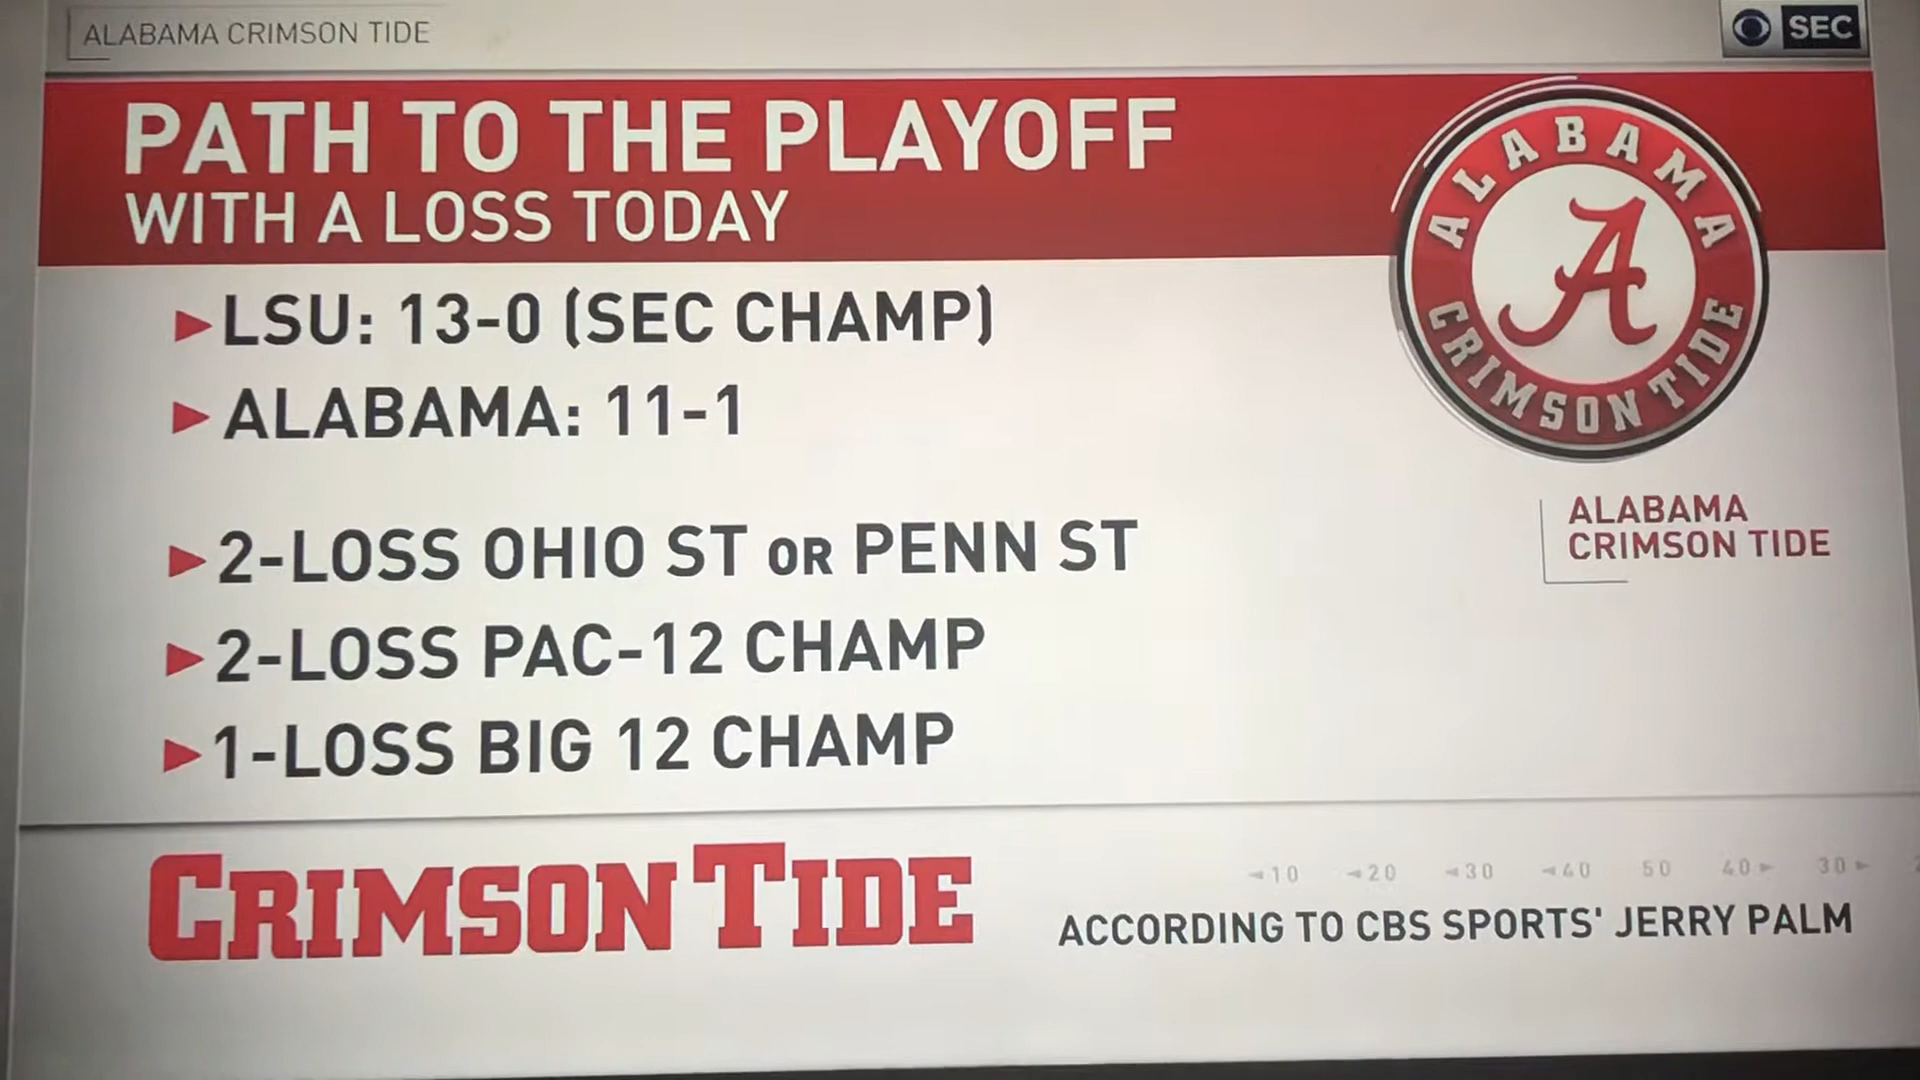 ALABAMA CRIMSON TIDE
SEC
PATH TO THE PLAYOFF
WITH A LOSS TODAY
ALABAMA
A
CRIMSON TIDE
►LSU: 13-0 (SEC CHAMP)
►ALABAMA: 11-1
ALABAMA
CRIMSON TIDE
►2-LOSS OHIO ST OR PENN ST
►2-LOSS PAC-12 CHAMP
►1-LOSS BIG 12 CHAMP
CRIMSON TIDE
◄10 ◄20 ◄30 ◄40 50 40► 30►
ACCORDING TO CBS SPORTS' JERRY PALM